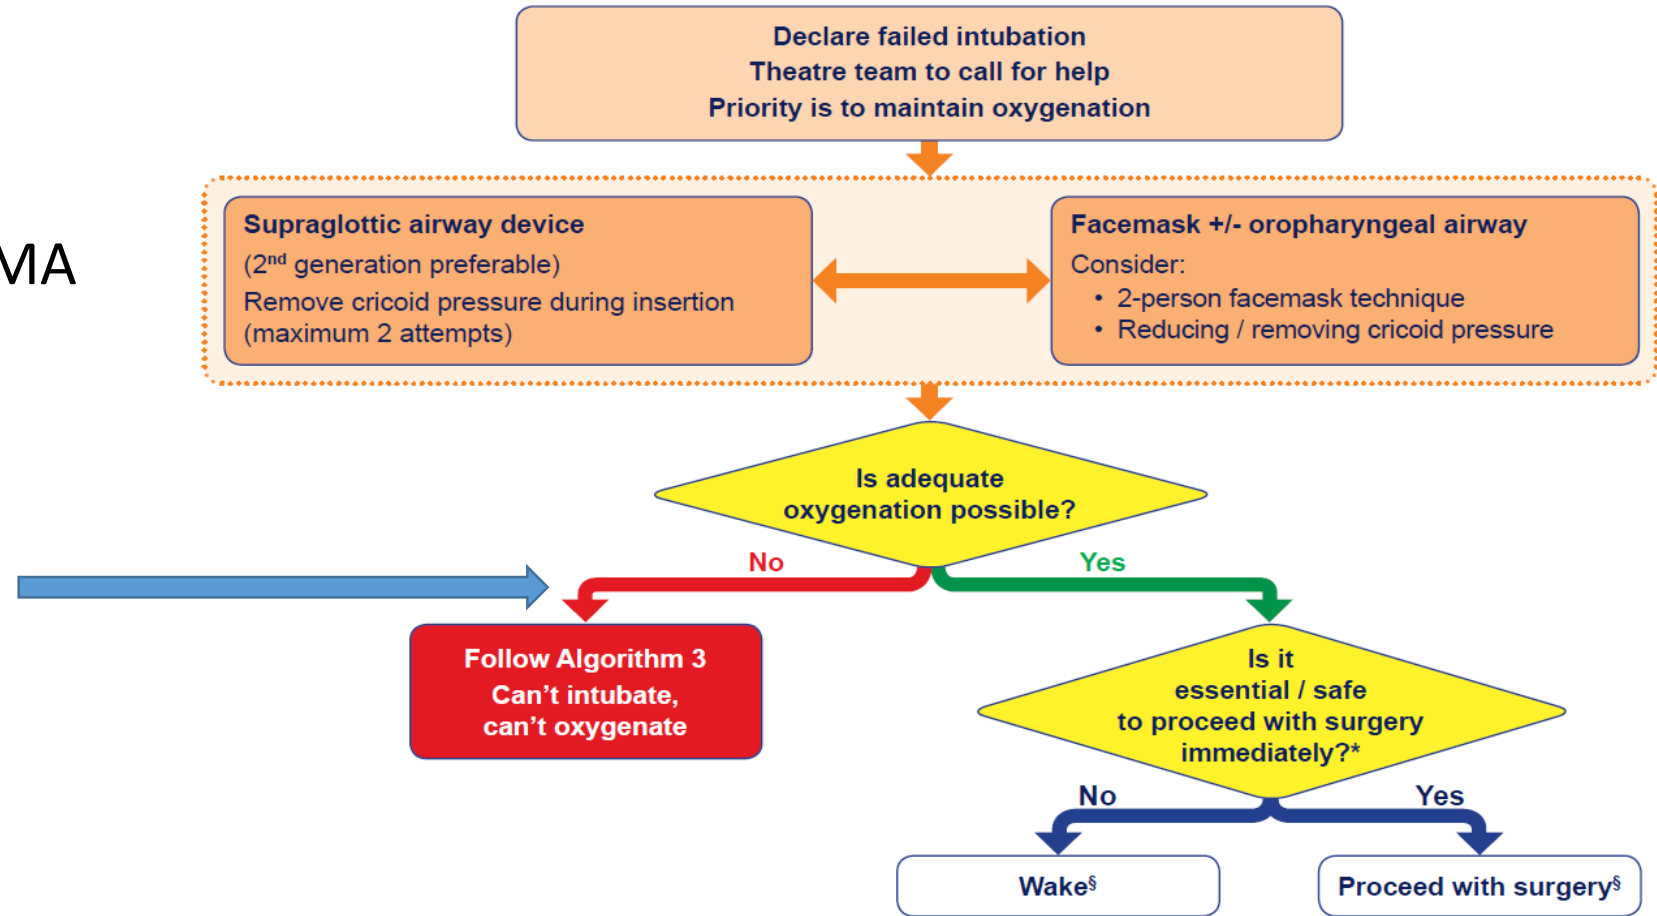 Declare failed intubation
Theatre team to call for help
Priority is to maintain oxygenation
MA
Supraglottic airway device
(2nd generation preferable)
Remove cricoid pressure during insertion
(maximum 2 attempts)
Facemask +/- oropharyngeal airway
Consider:
• 2-person facemask technique
• Reducing / removing cricoid pressure
Is adequate
oxygenation possible?
No
Yes
Follow Algorithm 3
Can’t intubate,
can’t oxygenate
Is it
essential / safe
to proceed with surgery
immediately?*
No
Yes
Wake§
Proceed with surgery§